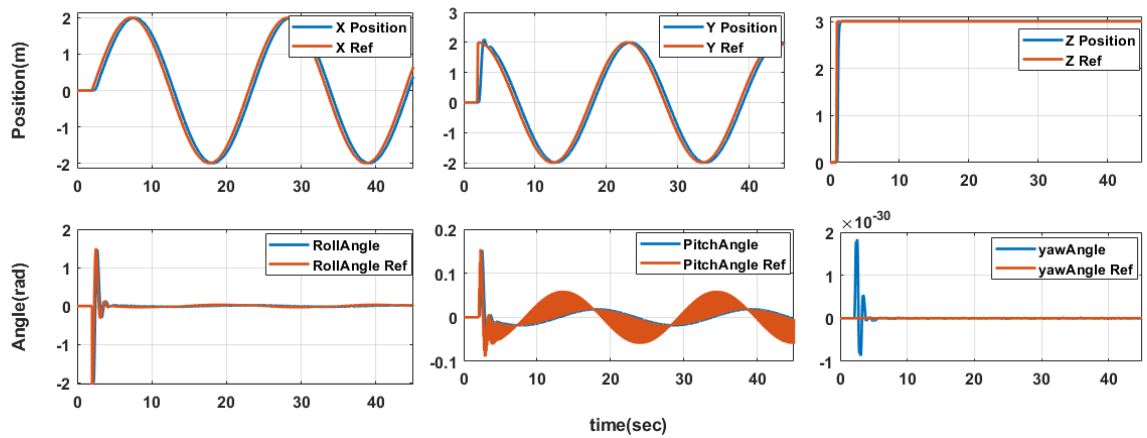 X Position
X Ref
Position(m)
2
1
0
-1
-2
0 10 20 30 40
Y Position
Y Ref
3
2
1
0
-1
-2
0 10 20 30 40
Z Position
Z Ref
3
2
1
0
0 10 20 30 40
RollAngle
RollAngle Ref
Angle(rad)
2
1
0
-1
-2
0 10 20 30 40
PitchAngle
PitchAngle Ref
0.2
0.1
0
-0.1
0 10 20 30 40
×10⁻³⁰
yawAngle
yawAngle Ref
2
1
0
-1
0 10 20 30 40
time(sec)